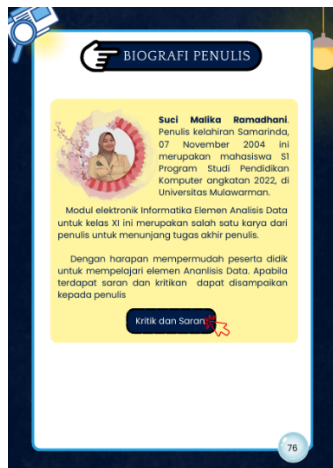 BIOGRAFI PENULIS
Suci Malika Ramadhani.
Penulis kelahiran Samarinda,
07 November 2004 ini
merupakan mahasiswa S1
Program Studi Pendidikan
Komputer angkatan 2022, di
Universitas Mulawarman.
Modul elektronik Informatika Elemen Analisis Data
untuk kelas XI ini merupakan salah satu karya dari
penulis untuk menunjang tugas akhir penulis.
Dengan harapan mempermudah peserta didik
untuk mempelajari elemen Ananlisis Data. Apabila
terdapat saran dan kritikan dapat disampaikan
kepada penulis
Kritik dan Saran
76